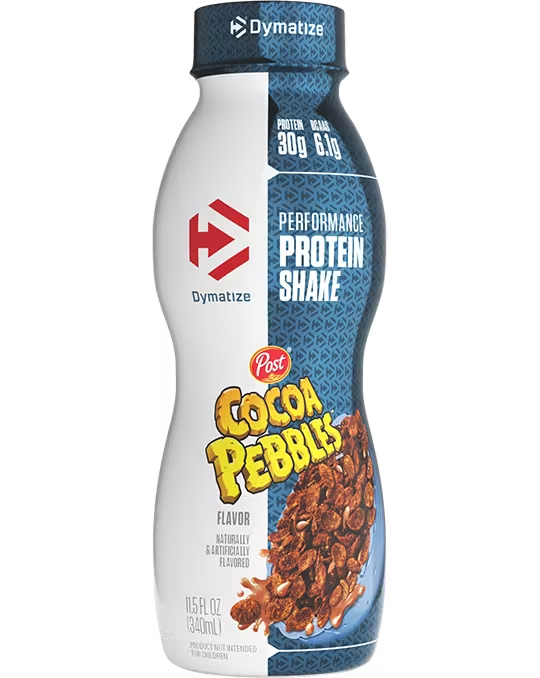 Dymatize
PROTEIN BCAAS
30g 6.1g
PERFORMANCE
PROTEIN
SHAKE
Dymatize
Post
COCOA
PEBBLES
FLAVOR
NATURALLY
& ARTIFICIALLY
FLAVORED
11.5 FL OZ
(340mL)
PRODUCT NOT INTENDED
FOR CHILDREN